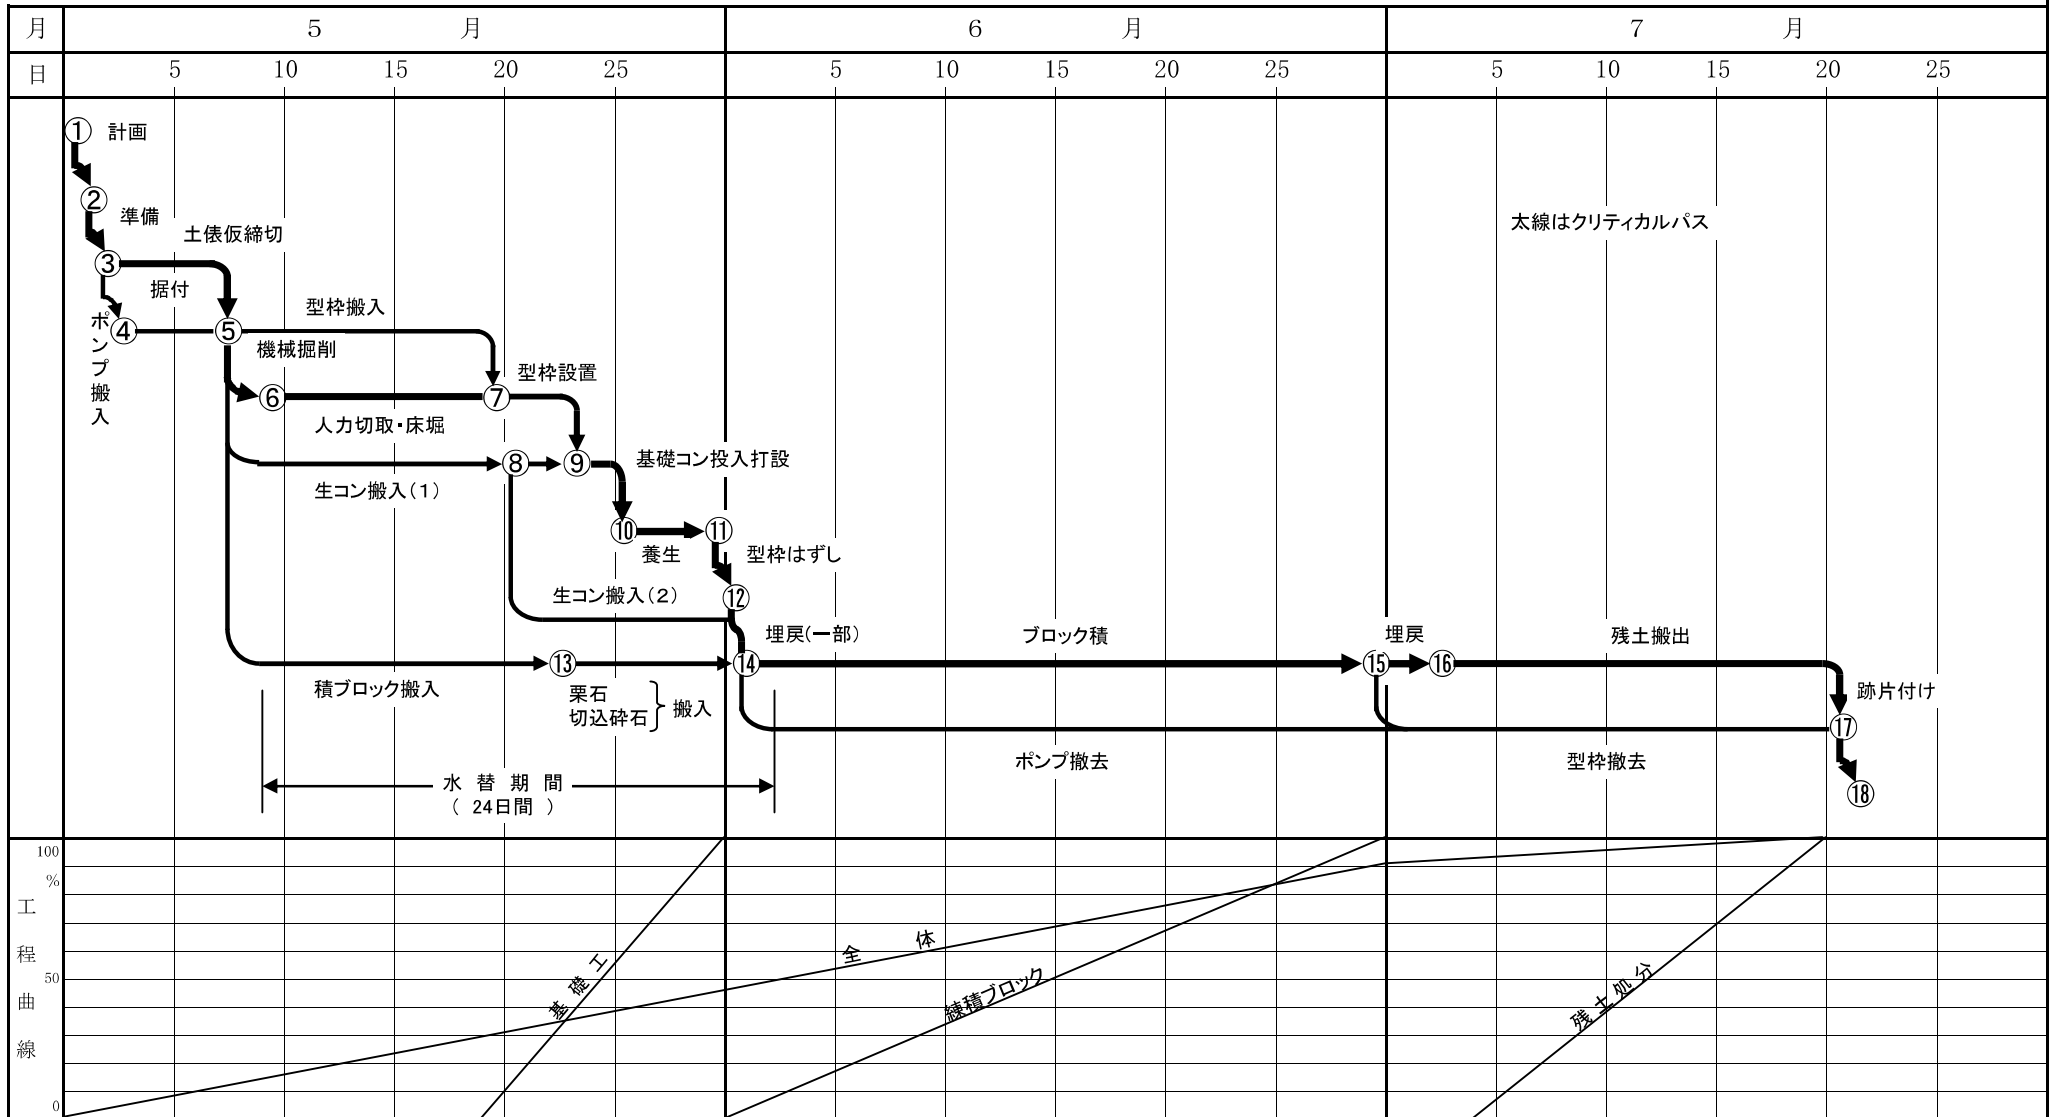 月 5 月 6 月 7 月
日 5 10 15 20 25 5 10 15 20 25 5 10 15 20 25
① 計画
② 準備
土俵仮締切
太線はクリティカルパス
③
据付
型枠搬入
ポンプ搬入
④ ⑤
機械掘削
型枠設置
⑥ ⑦
人力切取・床堀
⑧ ⑨ 基礎コン投入打設
生コン搬入(1)
⑩ ⑪
養生 型枠はずし
生コン搬入(2) ⑫
埋戻(一部) ブロック積 埋戻 残土搬出
⑬ ⑭ ⑮ ⑯
積ブロック搬入
栗石
切込砕石
搬入
跡片付け
⑰
ポンプ撤去 型枠撤去
水替期間
( 24日間 )
⑱
工程曲線
100
%
50
0
基礎工
全体
練積ブロック
残土処分